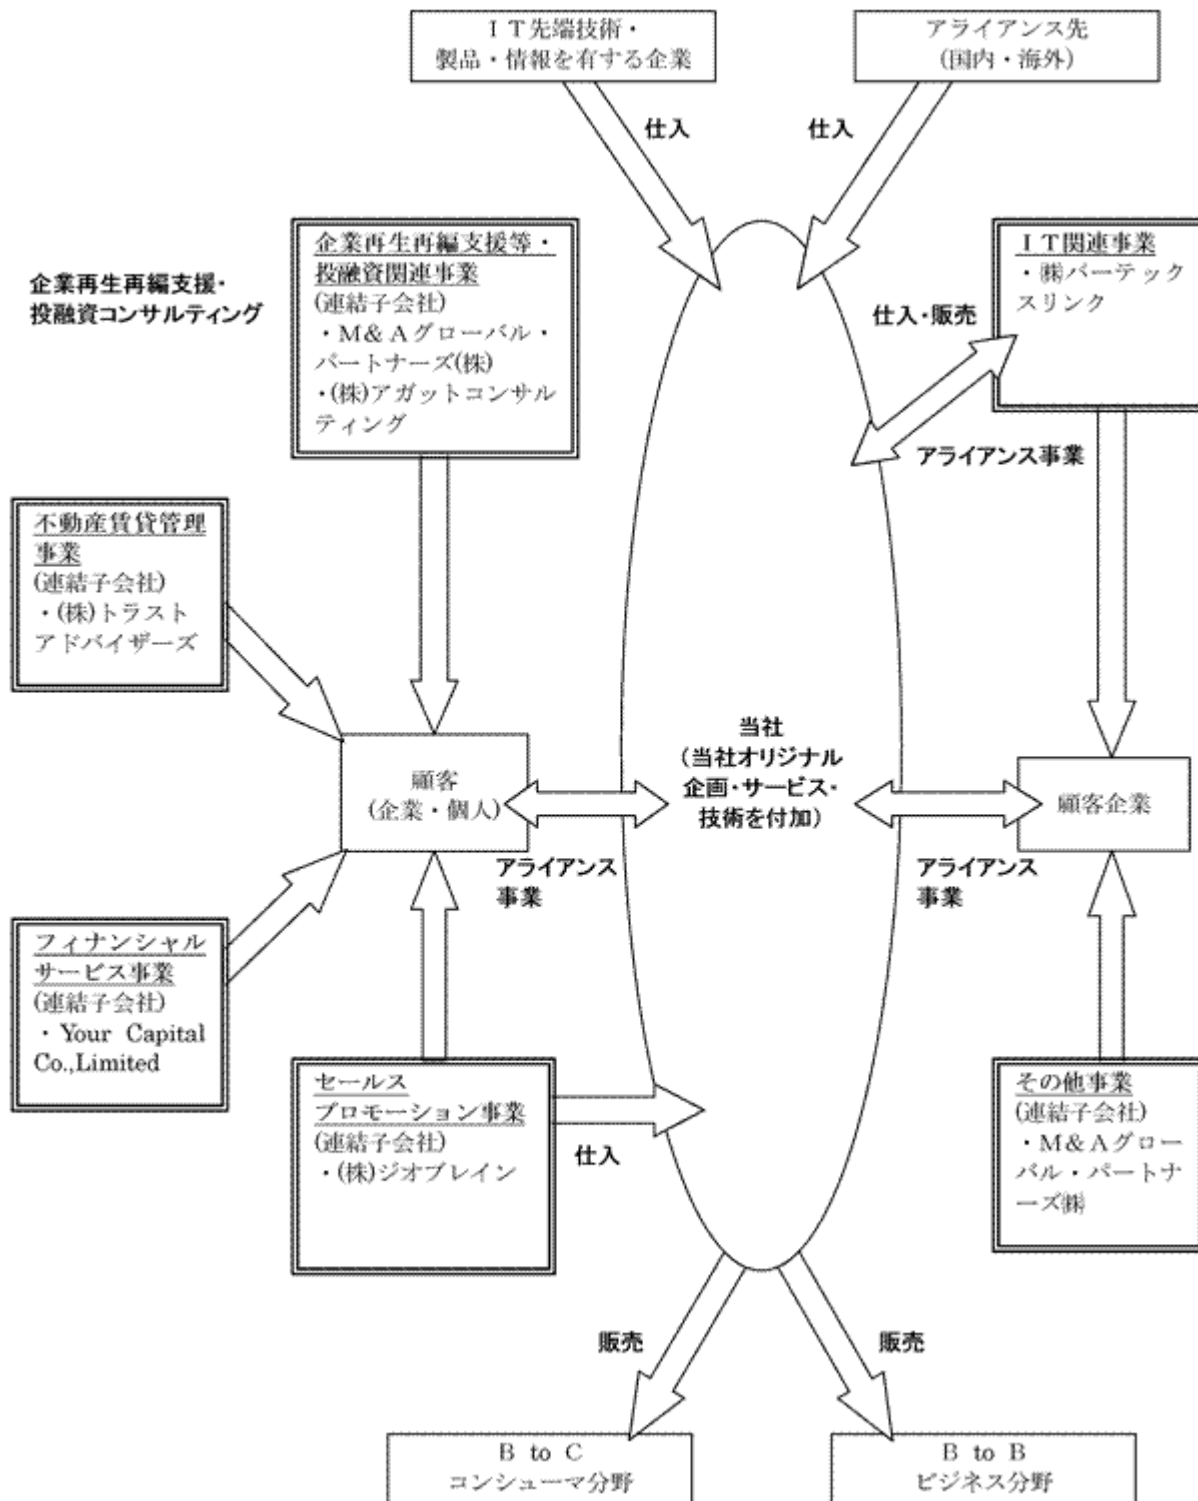 ＩＴ先端技術・
製品・情報を有する企業
アライアンス先
(国内・海外)
仕入
仕入
企業再生再編支援・
投融資コンサルティング
企業再生再編支援等・
投融資関連事業
(連結子会社)
・M&Aグローバル・
パートナーズ(株)
・(株)アガットコンサル
ティング
ＩＴ関連事業
・㈱バーテック
スリンク
仕入・販売
アライアンス事業
不動産賃貸管理
事業
(連結子会社)
・(株)トラスト
アドバイザーズ
当社
(当社オリジナル
企画・サービス・
技術を付加)
顧客
(企業・個人)
顧客企業
アライアンス
事業
アライアンス
事業
フィナンシャル
サービス事業
(連結子会社)
・Your Capital
Co.,Limited
セールス
プロモーション事業
(連結子会社)
・(株)ジオブレイン
仕入
その他事業
(連結子会社)
・M&Aグロー
バル・パートナ
ーズ㈱
販売
販売
B to C
コンシューマ分野
B to B
ビジネス分野